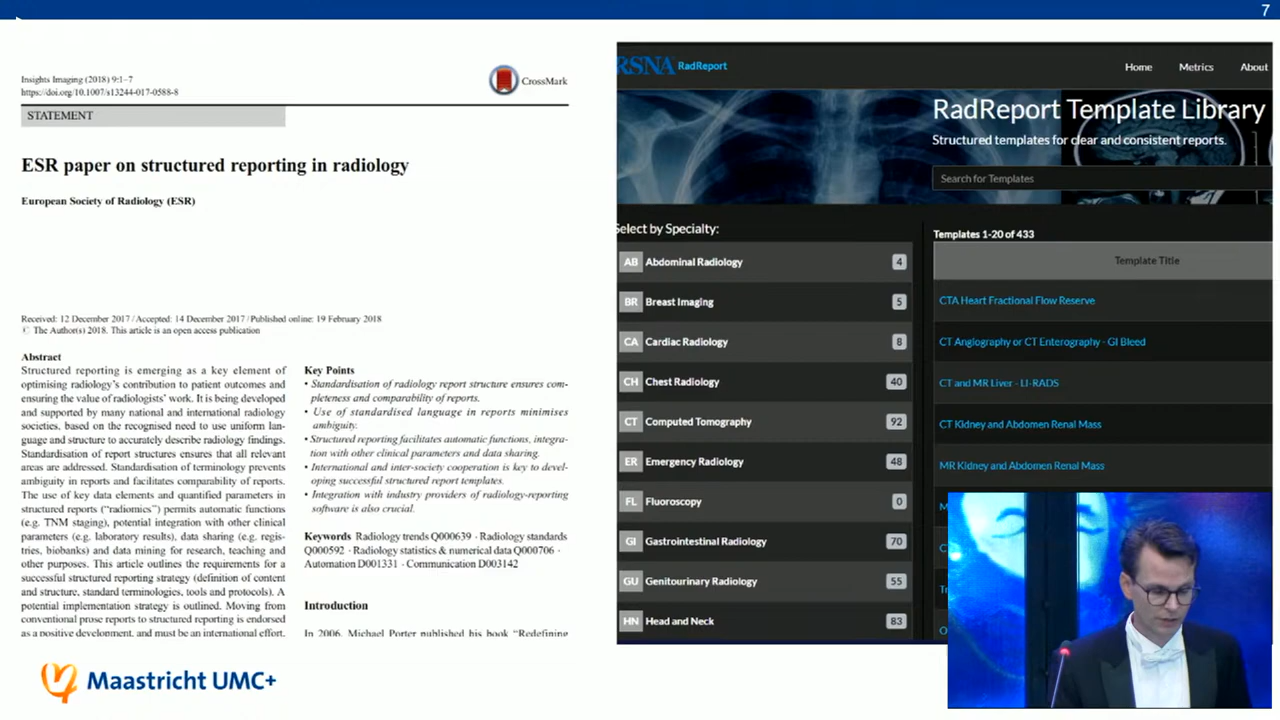 7
Insights Imaging (2018) 9:1–7
https://doi.org/10.1007/s13244-017-0588-8
CrossMark
STATEMENT
ESR paper on structured reporting in radiology
European Society of Radiology (ESR)
Received: 12 December 2017 / Accepted: 14 December 2017 / Published online: 19 February 2018
© The Author(s) 2018. This article is an open access publication
Abstract
Structured reporting is emerging as a key element of
optimising radiology's contribution to patient outcomes and
ensuring the value of radiologists' work. It is being developed
and supported by many national and international radiology
societies, based on the recognised need to use uniform lan-
guage and structure to accurately describe radiology findings.
Standardisation of report structures ensures that all relevant
areas are addressed. Standardisation of terminology prevents
ambiguity in reports and facilitates comparability of reports.
The use of key data elements and quantified parameters in
structured reports ("radiomics") permits automatic functions
(e.g. TNM staging), potential integration with other clinical
parameters (e.g. laboratory results), data sharing (e.g. regis-
tries, biobanks) and data mining for research, teaching and
other purposes. This article outlines the requirements for a
successful structured reporting strategy (definition of content
and structure, standard terminologies, tools and protocols). A
potential implementation strategy is outlined. Moving from
conventional prose reports to structured reporting is endorsed
as a positive development, and must be an international effort,
Key Points
• Standardisation of radiology report structure ensures com-
pleteness and comparability of reports.
• Use of standardised language in reports minimises
ambiguity.
• Structured reporting facilitates automatic functions, integra-
tion with other clinical parameters and data sharing.
• International and inter-society cooperation is key to devel-
oping successful structured report templates.
• Integration with industry providers of radiology-reporting
software is also crucial.
Keywords Radiology trends Q000639 · Radiology standards
Q000592 · Radiology statistics & numerical data Q000706 ·
Automation D001331 · Communication D003142
Introduction
In 2006, Michael Porter published his book "Redefining
Maastricht UMC+
RSNA RadReport
Home Metrics About
RadReport Template Library
Structured templates for clear and consistent reports.
Search for Templates
Select by Specialty:
AB Abdominal Radiology 4
BR Breast Imaging 5
CA Cardiac Radiology 8
CH Chest Radiology 40
CT Computed Tomography 92
ER Emergency Radiology 48
FL Fluoroscopy 0
GI Gastrointestinal Radiology 70
GU Genitourinary Radiology 55
HN Head and Neck 83
Templates 1-20 of 433
Template Title
CTA Heart Fractional Flow Reserve
CT Angiography or CT Enterography - GI Bleed
CT and MR Liver - LI-RADS
CT Kidney and Abdomen Renal Mass
MR Kidney and Abdomen Renal Mass